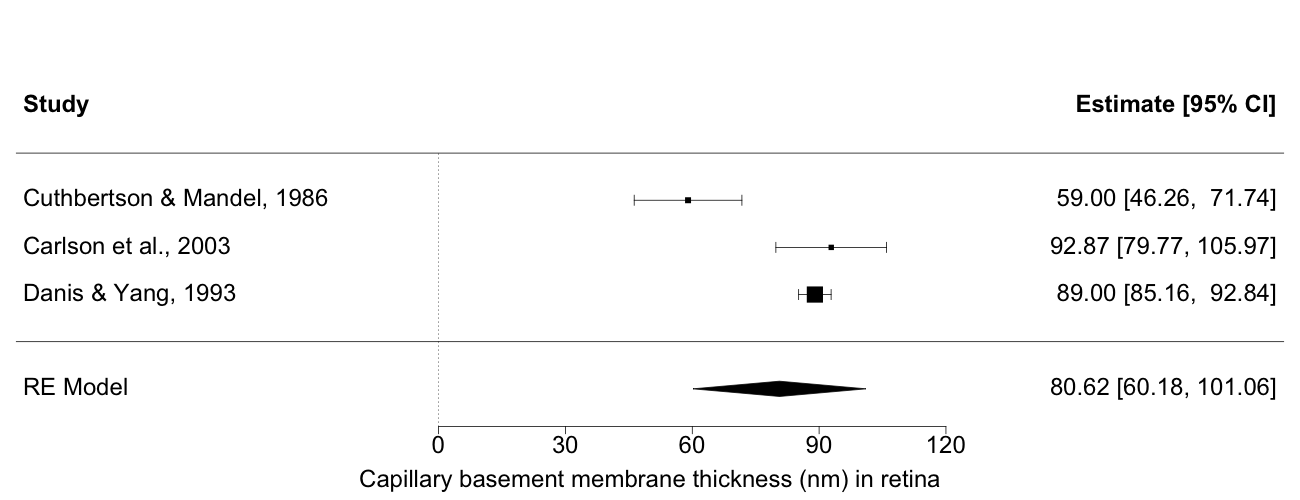 Study Estimate [95% CI]
Cuthbertson & Mandel, 1986 59.00 [46.26, 71.74]
Carlson et al., 2003 92.87 [79.77, 105.97]
Danis & Yang, 1993 89.00 [85.16, 92.84]
RE Model 80.62 [60.18, 101.06]
0 30 60 90 120
Capillary basement membrane thickness (nm) in retina